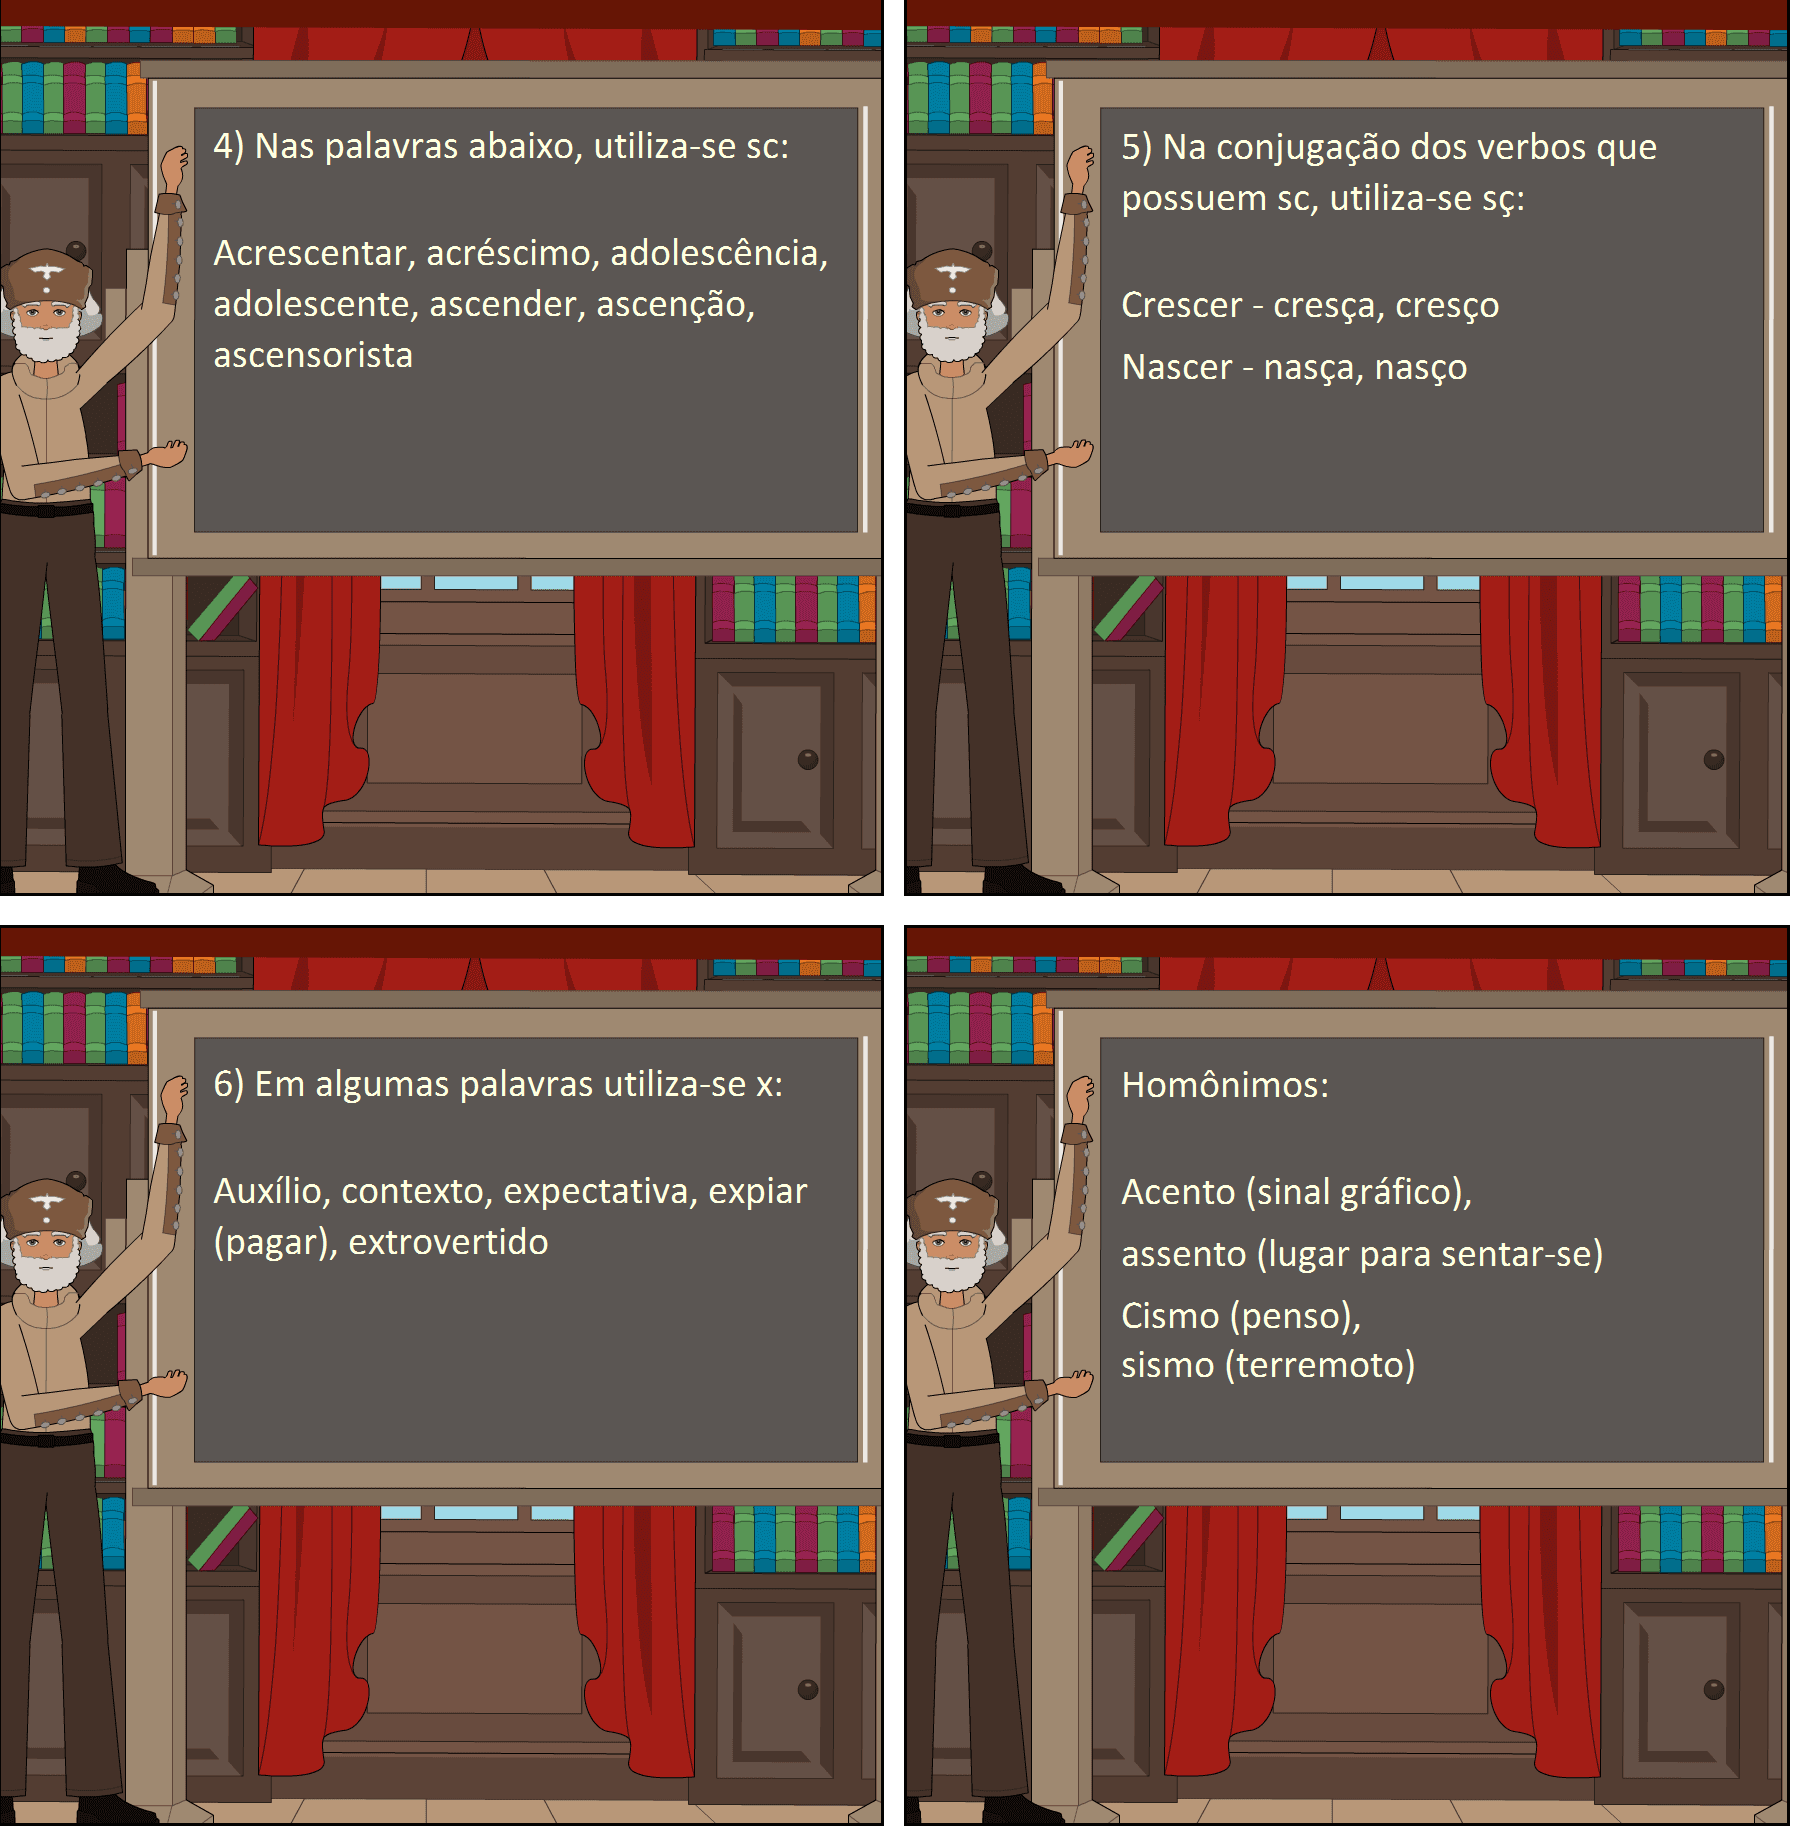 4) Nas palavras abaixo, utiliza-se sc:
Acrescentar, acréscimo, adolescência,
adolescente, ascender, ascenção,
ascensorista
5) Na conjugação dos verbos que
possuem sc, utiliza-se sç:
Crescer - cresça, cresço
Nascer - nasça, nasço
6) Em algumas palavras utiliza-se x:
Auxílio, contexto, expectativa, expiar
(pagar), extrovertido
Homônimos:
Acento (sinal gráfico),
assento (lugar para sentar-se)
Cismo (penso),
sismo (terremoto)